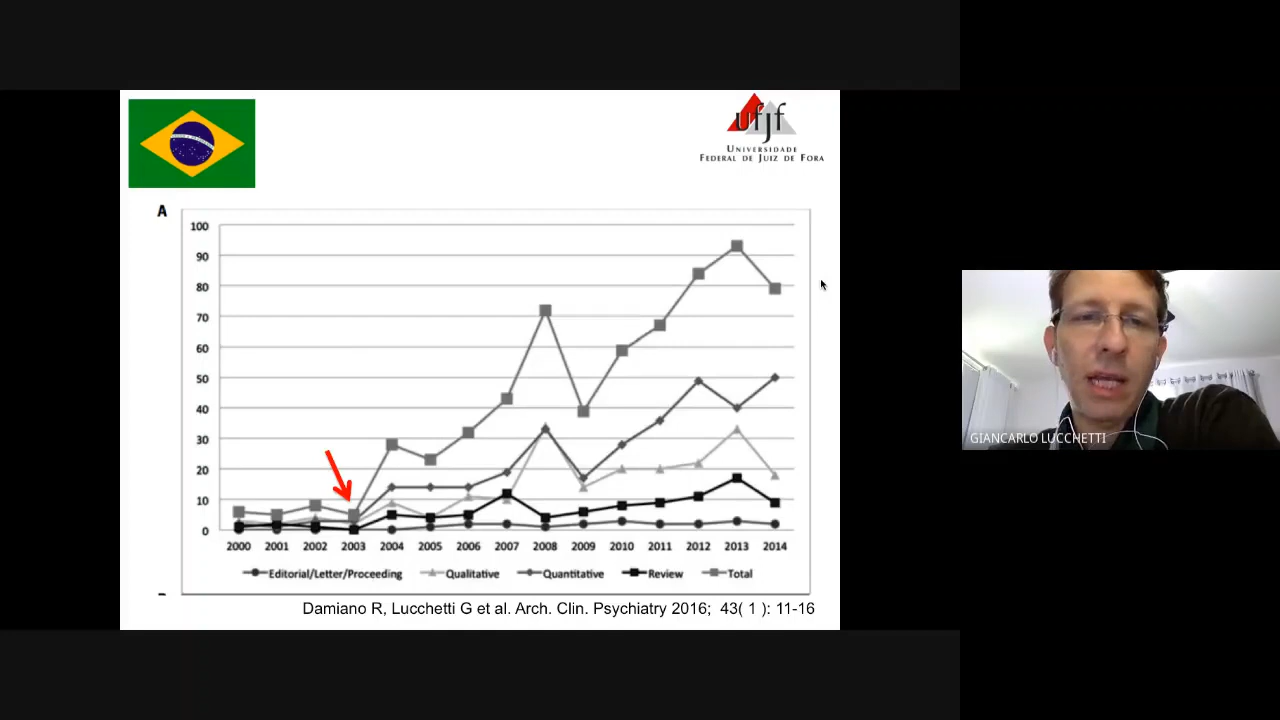 ufjf
UNIVERSIDADE
FEDERAL DE JUIZ DE FORA
A
100
90
80
70
60
50
40
30
20
10
0
2000 2001 2002 2003 2004 2005 2006 2007 2008 2009 2010 2011 2012 2013 2014
Editorial/Letter/Proceeding Qualitative Quantitative Review Total
Damiano R, Lucchetti G et al. Arch. Clin. Psychiatry 2016; 43( 1 ): 11-16
GIANCARLO LUCCHETTI